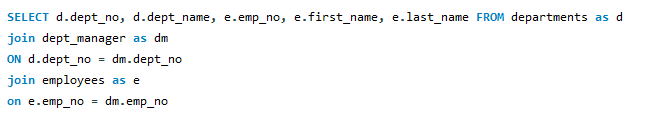 SELECT d.dept_no, d.dept_name, e.emp_no, e.first_name, e.last_name FROM departments as d
join dept_manager as dm
ON d.dept_no = dm.dept_no
join employees as e
on e.emp_no = dm.emp_no